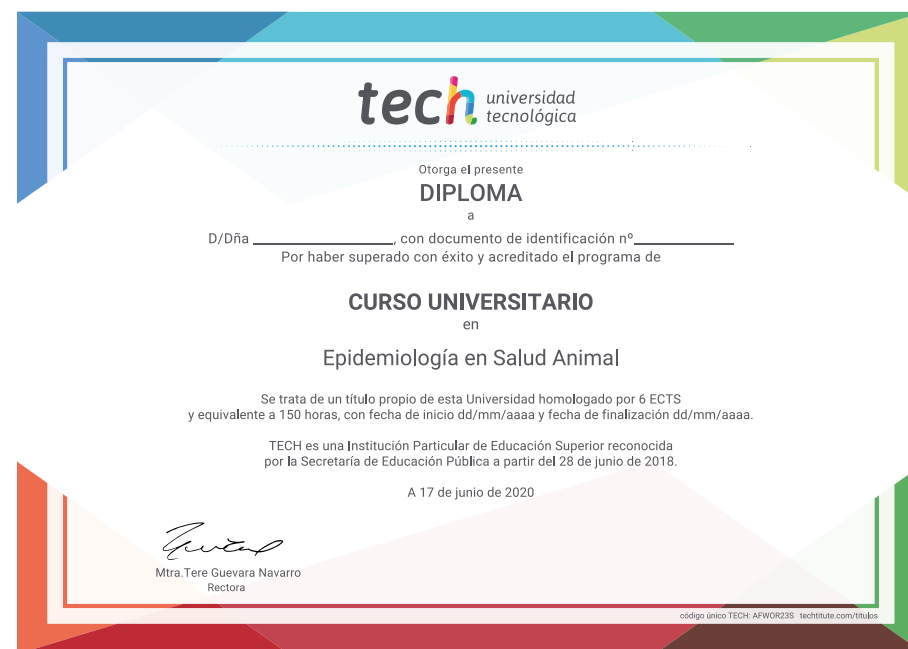 tech universidad
tecnológica
Otorga el presente
DIPLOMA
a
D/Dña ________________, con documento de identificación nº____________
Por haber superado con éxito y acreditado el programa de
CURSO UNIVERSITARIO
en
Epidemiología en Salud Animal
Se trata de un título propio de esta Universidad homologado por 6 ECTS
y equivalente a 150 horas, con fecha de inicio dd/mm/aaaa y fecha de finalización dd/mm/aaaa.
TECH es una Institución Particular de Educación Superior reconocida
por la Secretaría de Educación Pública a partir del 28 de junio de 2018.
A 17 de junio de 2020
Mtra.Tere Guevara Navarro
Rectora
código único TECH: AFWOR23S techtitute.com/titulos